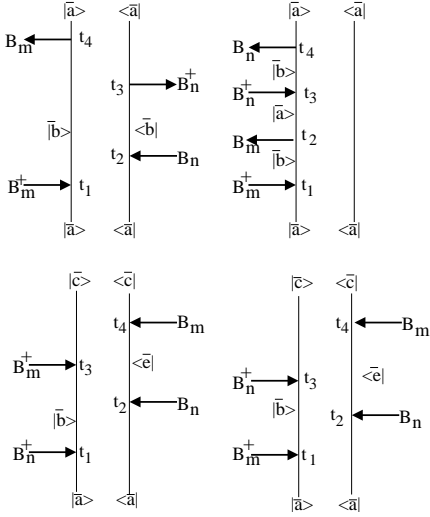 |a̅> <a̅|
B_m t_4
t_3 B_n^+
|b̅> <b̅|
t_2 B_n
B_m^+ t_1
|a̅> <a̅|
|a̅> <a̅|
B_n t_4
|b̅>
B_n^+ t_3
|a̅>
B_m t_2
|b̅>
B_m^+ t_1
|a̅> <a̅|
|c̅> <c̅|
t_4 B_m
B_m^+ t_3 <e̅|
t_2 B_n
|b̅>
B_n^+ t_1
|a̅> <a̅|
|c̅> <c̅|
t_4 B_m
B_n^+ t_3 <e̅|
|b̅> t_2 B_n
B_m^+ t_1
|a̅> <a̅|